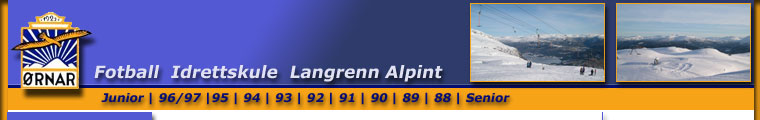 1921
ØRNAR
Fotball Idrettskule Langrenn Alpint
Junior | 96/97 |95 | 94 | 93 | 92 | 91 | 90 | 89 | 88 | Senior